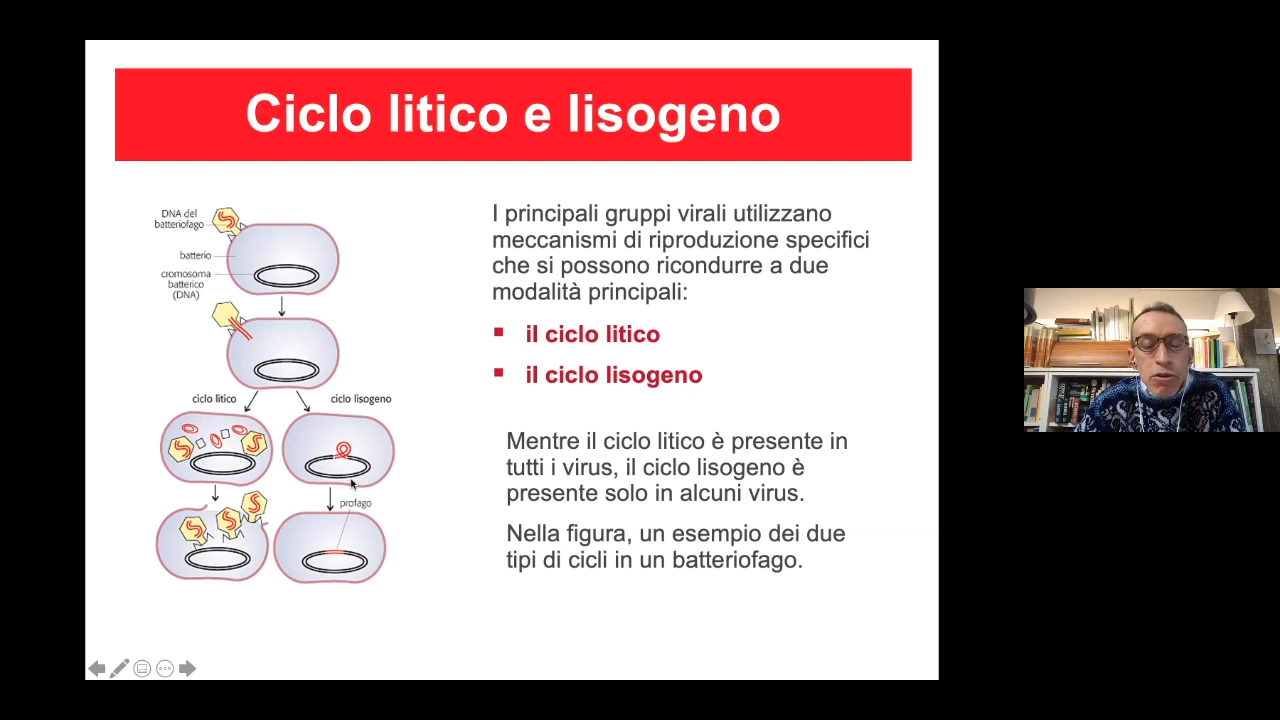 Ciclo litico e lisogeno
DNA del
batteriofago
batterio
cromosoma
batterico
(DNA)
ciclo litico
ciclo lisogeno
profago
I principali gruppi virali utilizzano
meccanismi di riproduzione specifici
che si possono ricondurre a due
modalità principali:
▪ il ciclo litico
▪ il ciclo lisogeno
Mentre il ciclo litico è presente in
tutti i virus, il ciclo lisogeno è
presente solo in alcuni virus.
Nella figura, un esempio dei due
tipi di cicli in un batteriofago.